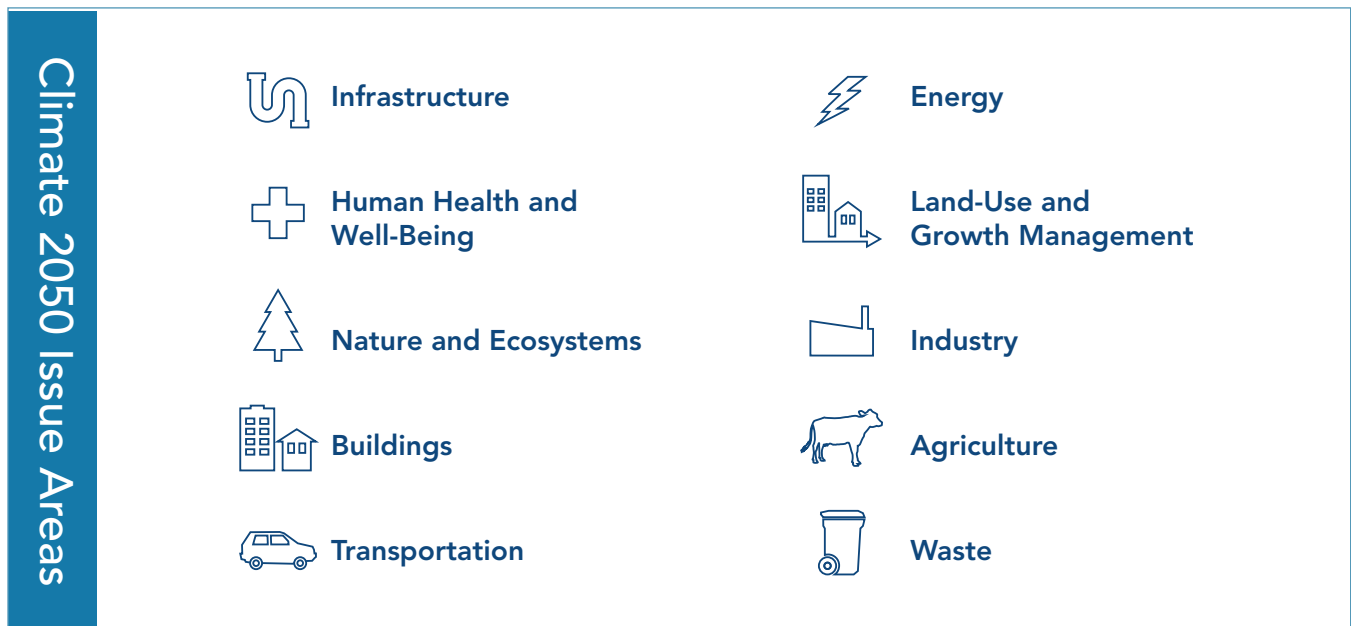 Climate 2050 Issue Areas
Infrastructure
Human Health and
Well-Being
Nature and Ecosystems
Buildings
Transportation
Energy
Land-Use and
Growth Management
Industry
Agriculture
Waste